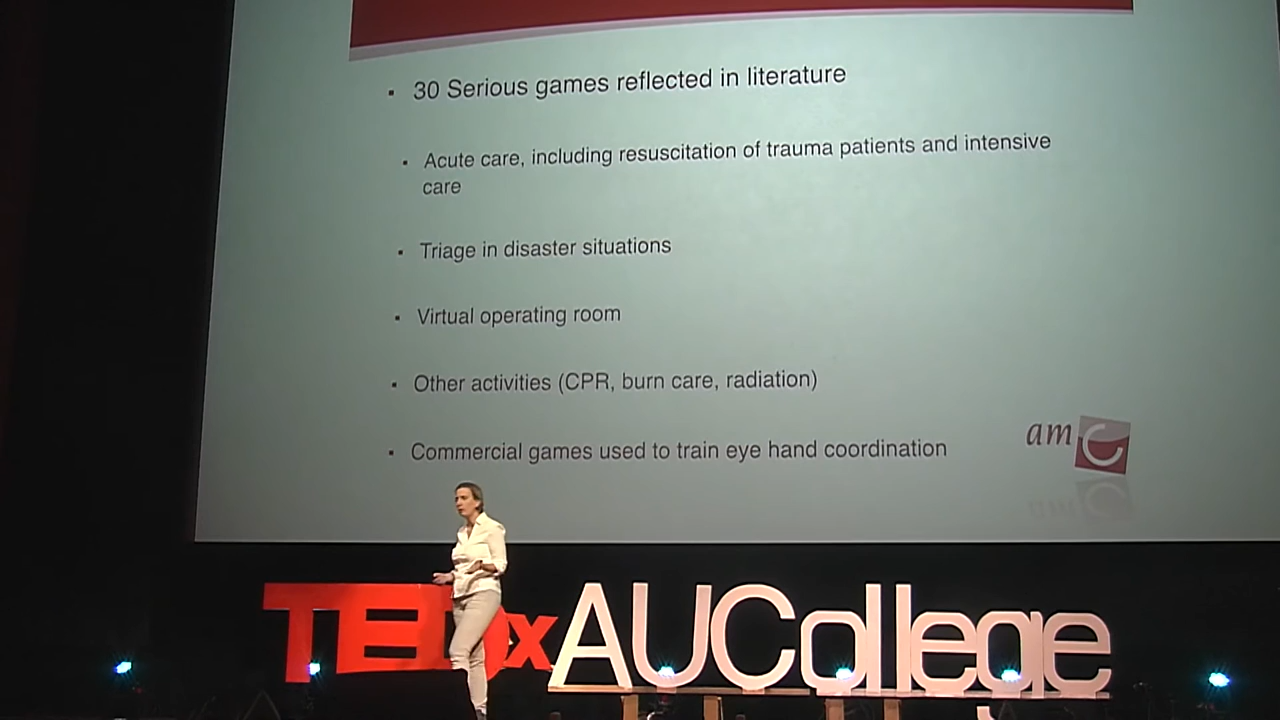 30 Serious games reflected in literature
Acute care, including resuscitation of trauma patients and intensive
care
Triage in disaster situations
Virtual operating room
Other activities (CPR, burn care, radiation)
Commercial games used to train eye hand coordination
amC
TEDxAUCollege